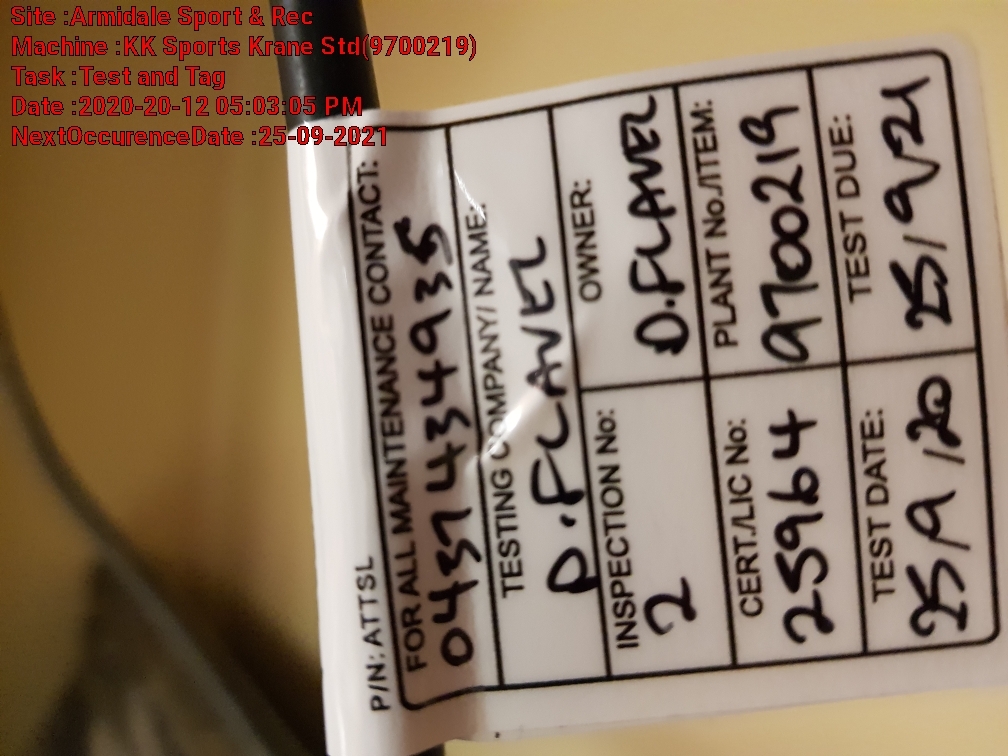 Site :Armidale Sport & Rec
Machine :KK Sports Krane Std(9700219)
Task :Test and Tag
Date :2020-20-12 05:03:05 PM
NextOccurenceDate :25-09-2021
P/N: ATTSL
FOR ALL MAINTENANCE CONTACT:
0437434935
TESTING COMPANY/ NAME:
D.FLAVEL
INSPECTION No:
2
OWNER:
D.FLAVEL
CERT./LIC No:
25964
PLANT No./ITEM:
9700219
TEST DATE:
25/9/20
TEST DUE:
25/9/21